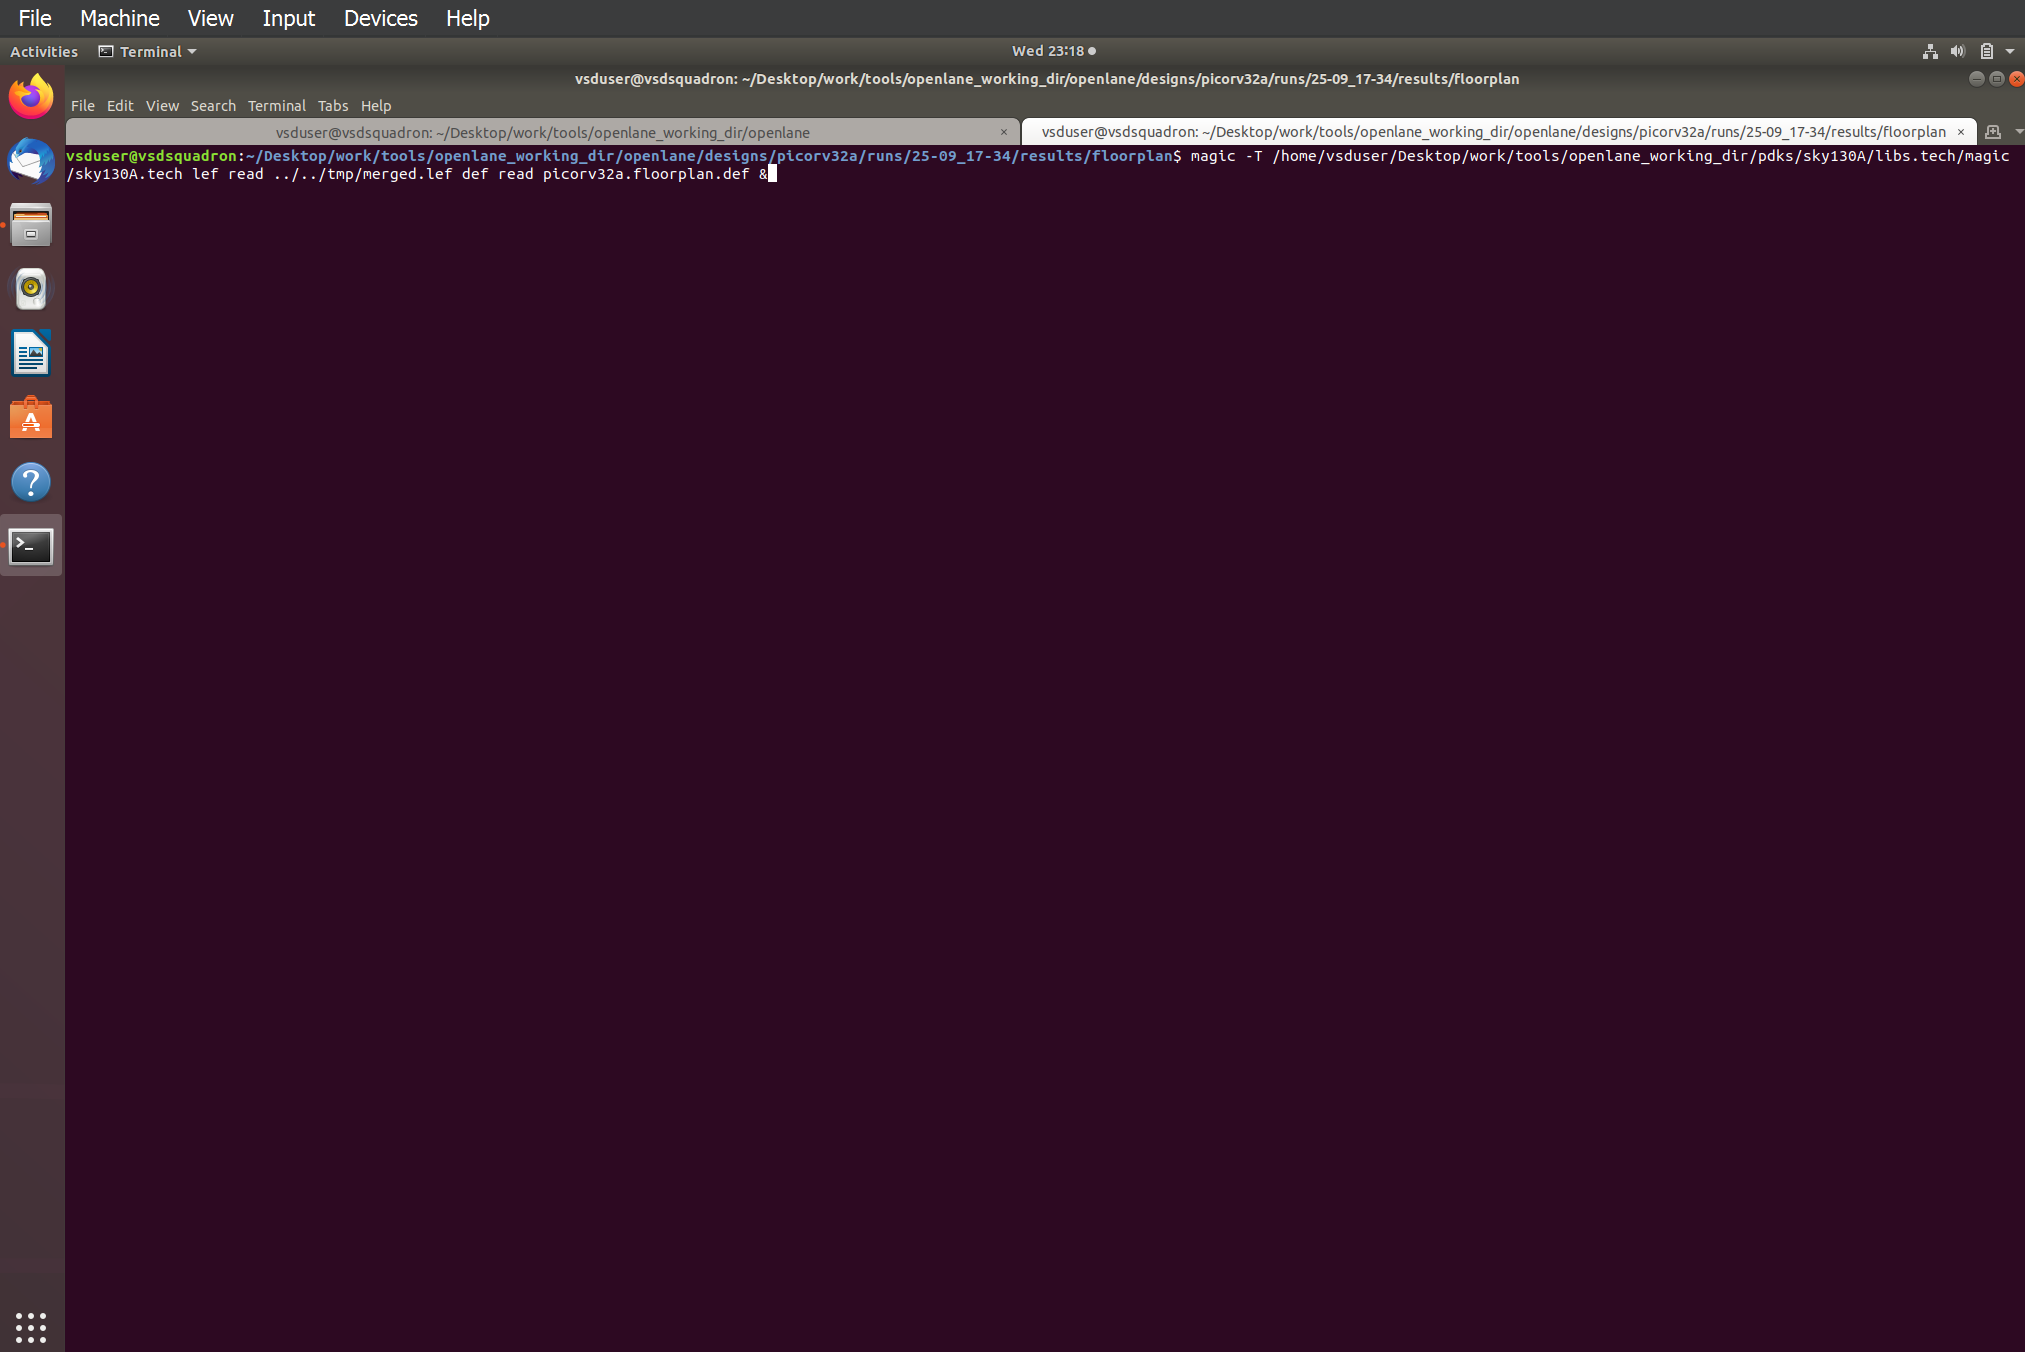 File Machine View Input Devices Help
Activities Terminal Wed 23:18
vsduser@vsdsquadron: ~/Desktop/work/tools/openlane_working_dir/openlane/designs/picorv32a/runs/25-09_17-34/results/floorplan
File Edit View Search Terminal Tabs Help
vsduser@vsdsquadron: ~/Desktop/work/tools/openlane_working_dir/openlane × vsduser@vsdsquadron: ~/Desktop/work/tools/openlane_working_dir/openlane/designs/picorv32a/runs/25-09_17-34/results/floorplan ×
vsduser@vsdsquadron:~/Desktop/work/tools/openlane_working_dir/openlane/designs/picorv32a/runs/25-09_17-34/results/floorplan$ magic -T /home/vsduser/Desktop/work/tools/openlane_working_dir/pdks/sky130A/libs.tech/magic
/sky130A.tech lef read ../../tmp/merged.lef def read picorv32a.floorplan.def &